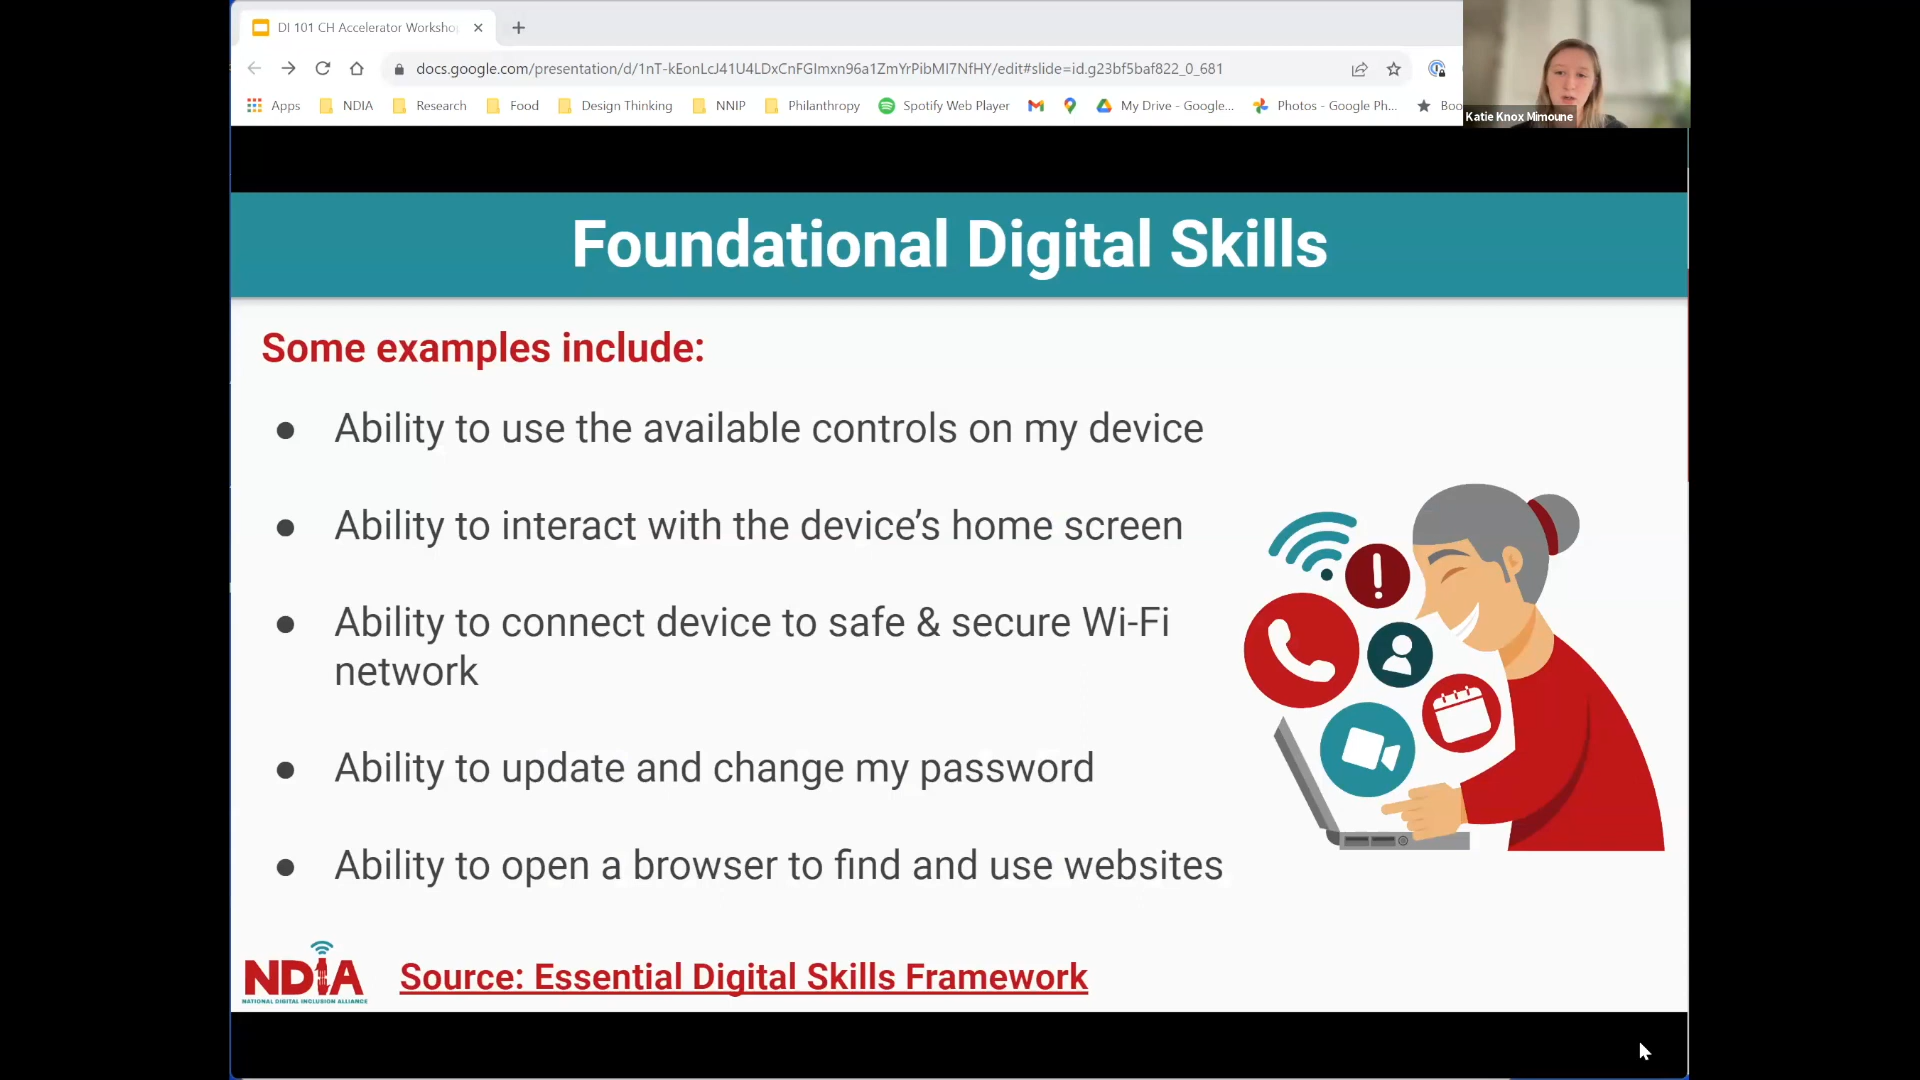 DI 101 CH Accelerator Worksho
docs.google.com/presentation/d/1nT-kEonLcJ41U4LDxCnFGImxn96a1ZmYrPibMI7NfHY/edit#slide=id.g23bf5baf822_0_681
Apps NDIA Research Food Design Thinking NNIP Philanthropy Spotify Web Player My Drive - Google... Photos - Google Ph... Boo
Katie Knox Mimoune
Foundational Digital Skills
Some examples include:
● Ability to use the available controls on my device
● Ability to interact with the device’s home screen
● Ability to connect device to safe & secure Wi-Fi
network
● Ability to update and change my password
● Ability to open a browser to find and use websites
NDIA
NATIONAL DIGITAL INCLUSION ALLIANCE
Source: Essential Digital Skills Framework